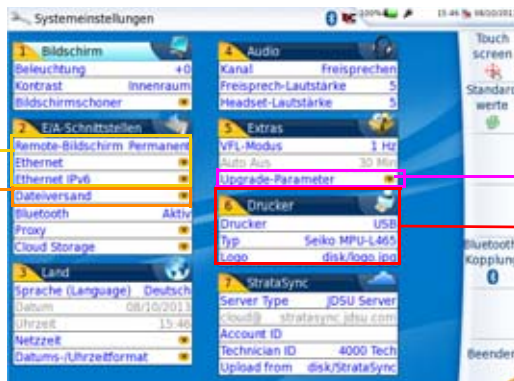 Systemeinstellungen
100%
15:46 08/10/2013
1 Bildschirm
Beleuchtung +0
Kontrast Innenraum
Bildschirmschoner
2 E/A-Schnittstellen
Remote-Bildschirm Permanent
Ethernet
Ethernet IPv6
Dateiversand
Bluetooth Aktiv
Proxy
Cloud Storage
3 Land
Sprache (Language) Deutsch
Datum 08/10/2013
Uhrzeit 15:46
Netzzeit
Datums-/Uhrzeitformat
4 Audio
Kanal Freisprechen
Freisprech-Lautstärke 5
Headset-Lautstärke 5
5 Extras
VFL-Modus 1 Hz
Auto Aus 30 Min
Upgrade-Parameter
6 Drucker
Drucker USB
Typ Seiko MPU-L465
Logo disk/logo.jpg
7 StrataSync
Server Type JDSU Server
cloud@ stratasync.jdsu.com
Account ID
Technician ID 4000 Tech
Upload from disk/StrataSync
Touch
screen
Standard
werte
Bluetooth
Kopplung
Beenden